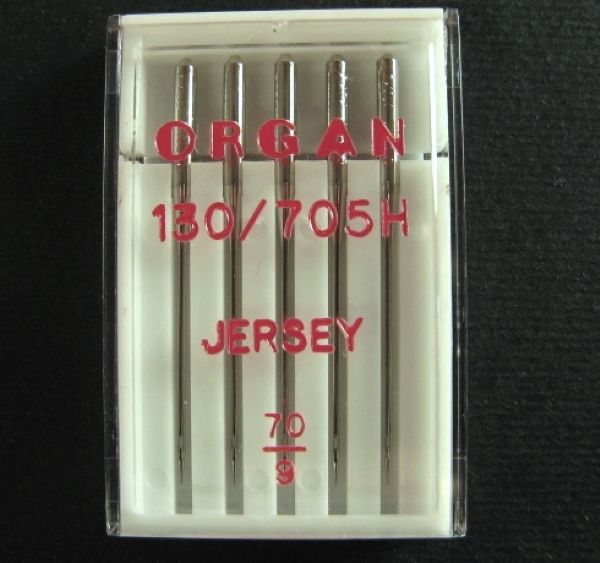 ORGAN
130/705H
JERSEY
70
9